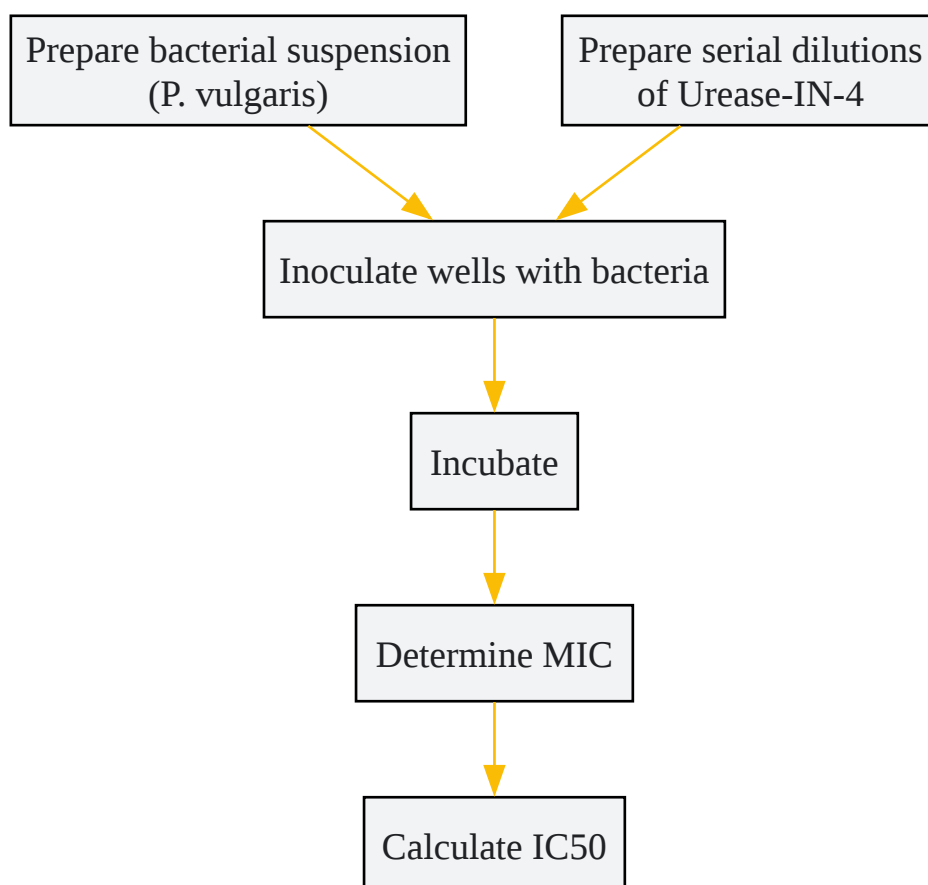 Prepare bacterial suspension
(P. vulgaris)
Prepare serial dilutions
of Urease-IN-4
Inoculate wells with bacteria
Incubate
Determine MIC
Calculate IC50